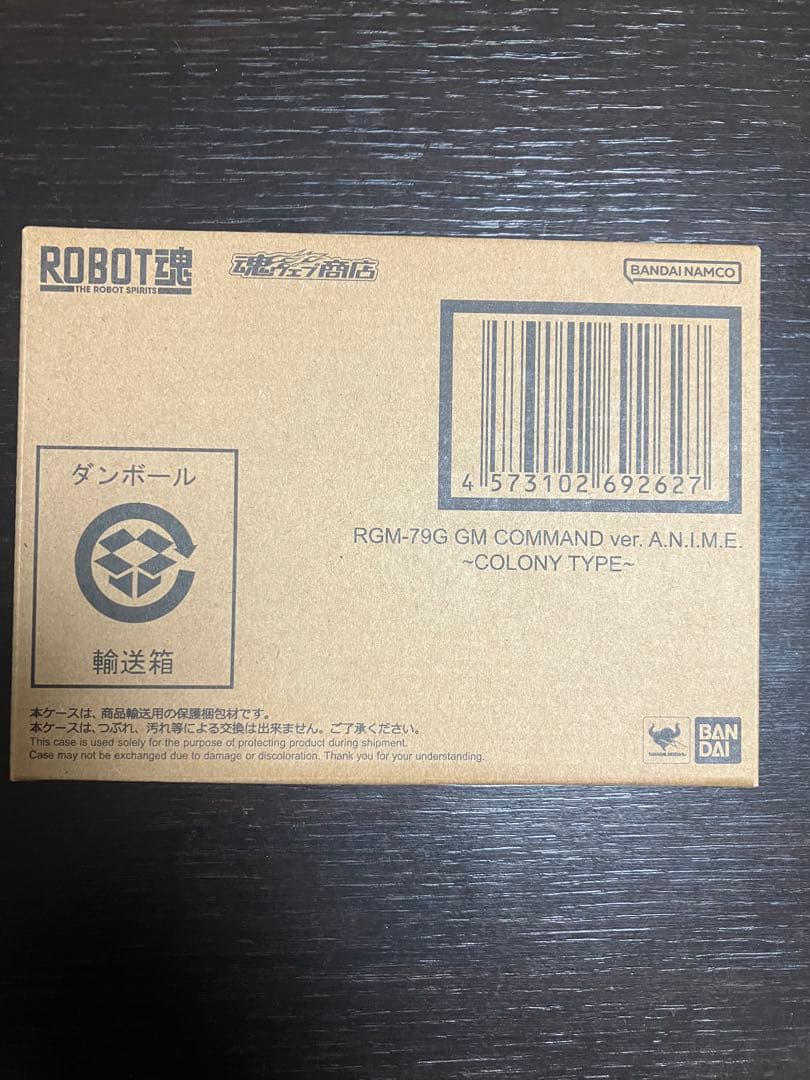 ROBOT魂
THE ROBOT SPIRITS
魂ウェブ商店
BANDAI NAMCO
4 573102 692627
RGM-79G GM COMMAND ver. A.N.I.M.E.
~COLONY TYPE~
ダンボール
輸送箱
本ケースは、商品輸送用の保護梱包材です。
本ケースは、つぶれ、汚れ等による交換は出来ません。ご了承ください。
This case is used solely for the purpose of protecting product during shipment.
Case may not be exchanged due to damage or discoloration. Thank you for your understanding.
BAN
DAI